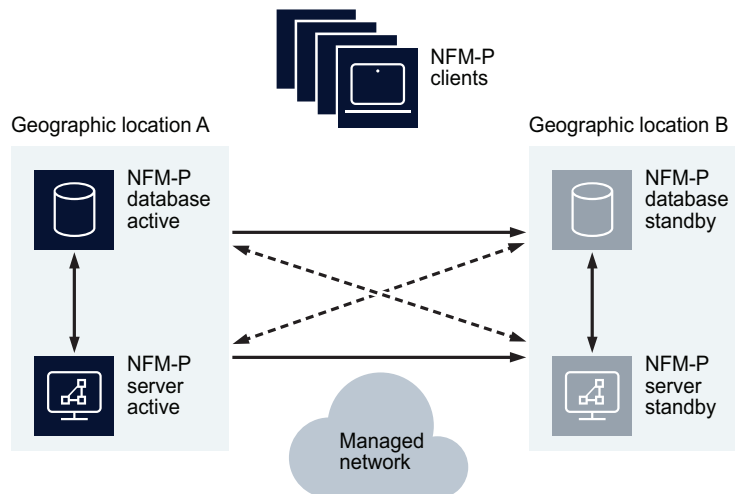 NFM-P
clients
Geographic location A
Geographic location B
NFM-P
database
active
NFM-P
database
standby
NFM-P
server
active
NFM-P
server
standby
Managed
network